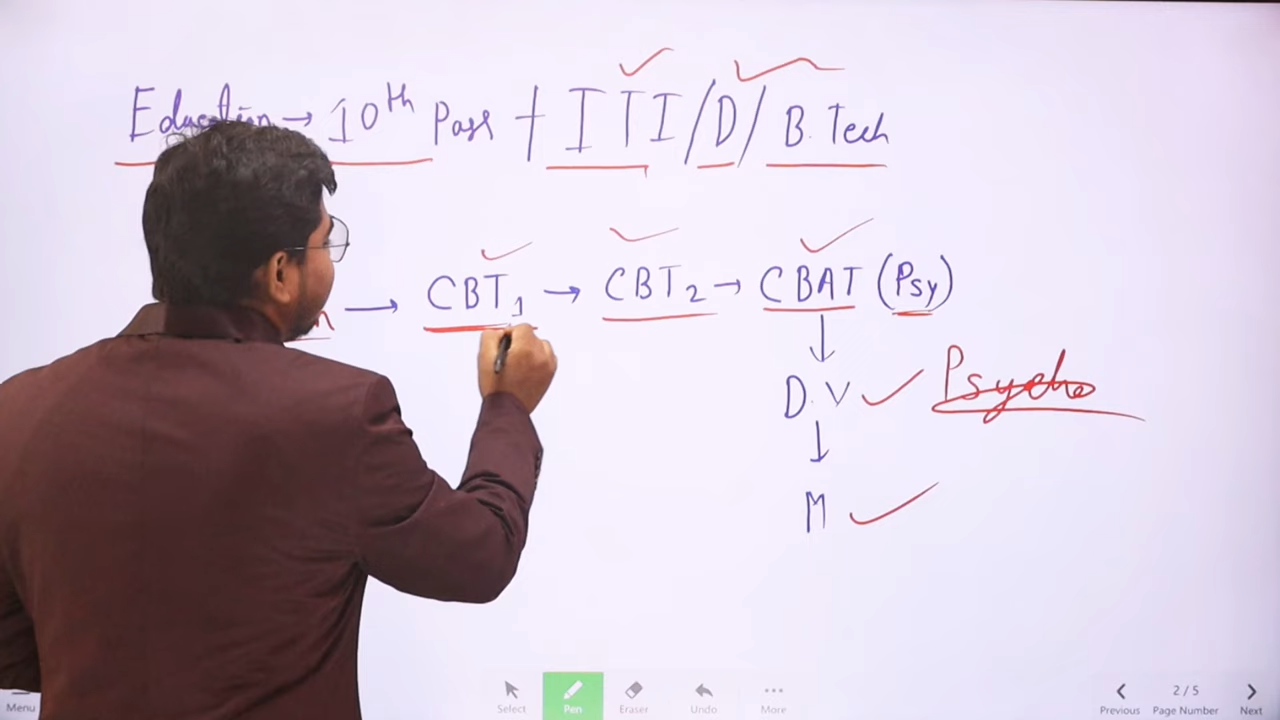 Education → 10th Pass + ITI/D/B.Tech
→ CBT1 → CBT2 → CBAT (Psy)
↓
D.V Psycho
↓
M
Menu Select Pen Eraser Undo More Previous 2 / 5 Page Number Next